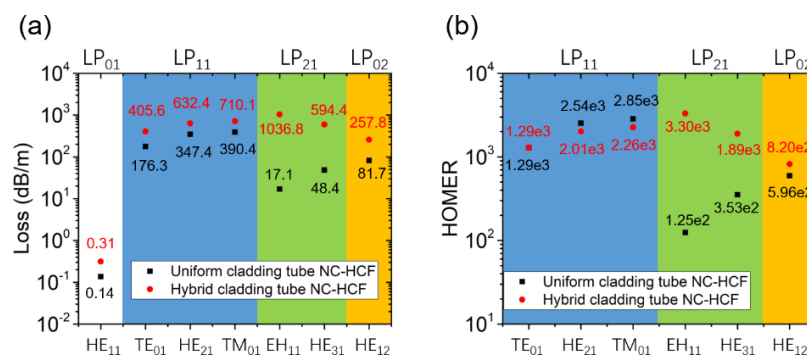 (a)
LP01 LP11 LP21 LP02
Loss (dB/m)
10^4
10^3
10^2
10^1
10^0
10^-1
10^-2
405.6 632.4 710.1 594.4 257.8
1036.8
176.3 347.4 390.4 17.1 48.4 81.7
0.31
0.14
Uniform cladding tube NC-HCF
Hybrid cladding tube NC-HCF
HE11 TE01 HE21 TM01 EH11 HE31 HE12
(b)
LP11 LP21 LP02
HOMER
10^4
10^3
10^2
10^1
2.54e3 2.85e3
1.29e3 3.30e3 8.20e2
1.29e3 2.01e3 2.26e3 1.89e3
5.96e2
1.25e2 3.53e2
Uniform cladding tube NC-HCF
Hybrid cladding tube NC-HCF
TE01 HE21 TM01 EH11 HE31 HE12